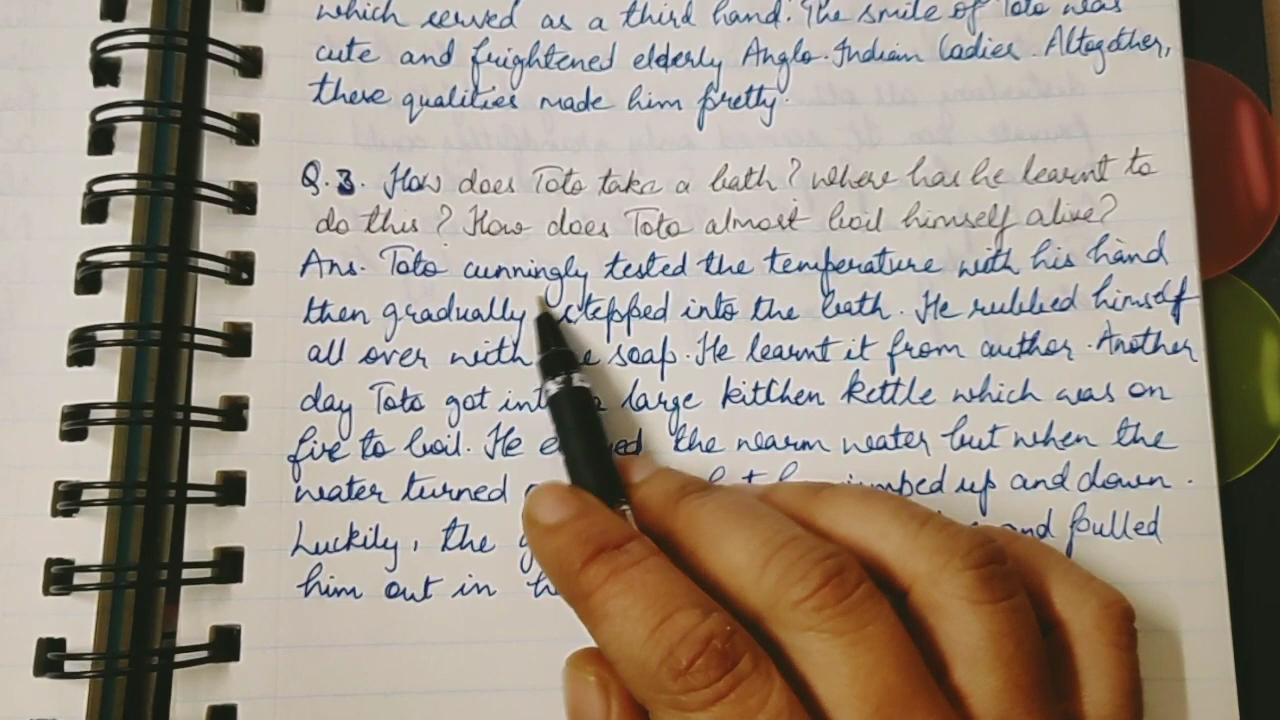 which served as a third hand. The smile of Toto was
cute and frightened elderly Anglo-Indian ladies. Altogether,
these qualities made him pretty.
Q.3. How does Toto take a bath? Where has he learnt to
do this? How does Toto almost boil himself alive?
Ans. Toto cunningly tested the temperature with his hand
then gradually stepped into the bath. He rubbed himself
all over with soap. He learnt it from author. Another
day Toto got large kitchen kettle which was on
fire to boil. He the warm water but when the
water turned jumped up and down.
Luckily, the and pulled
him out in